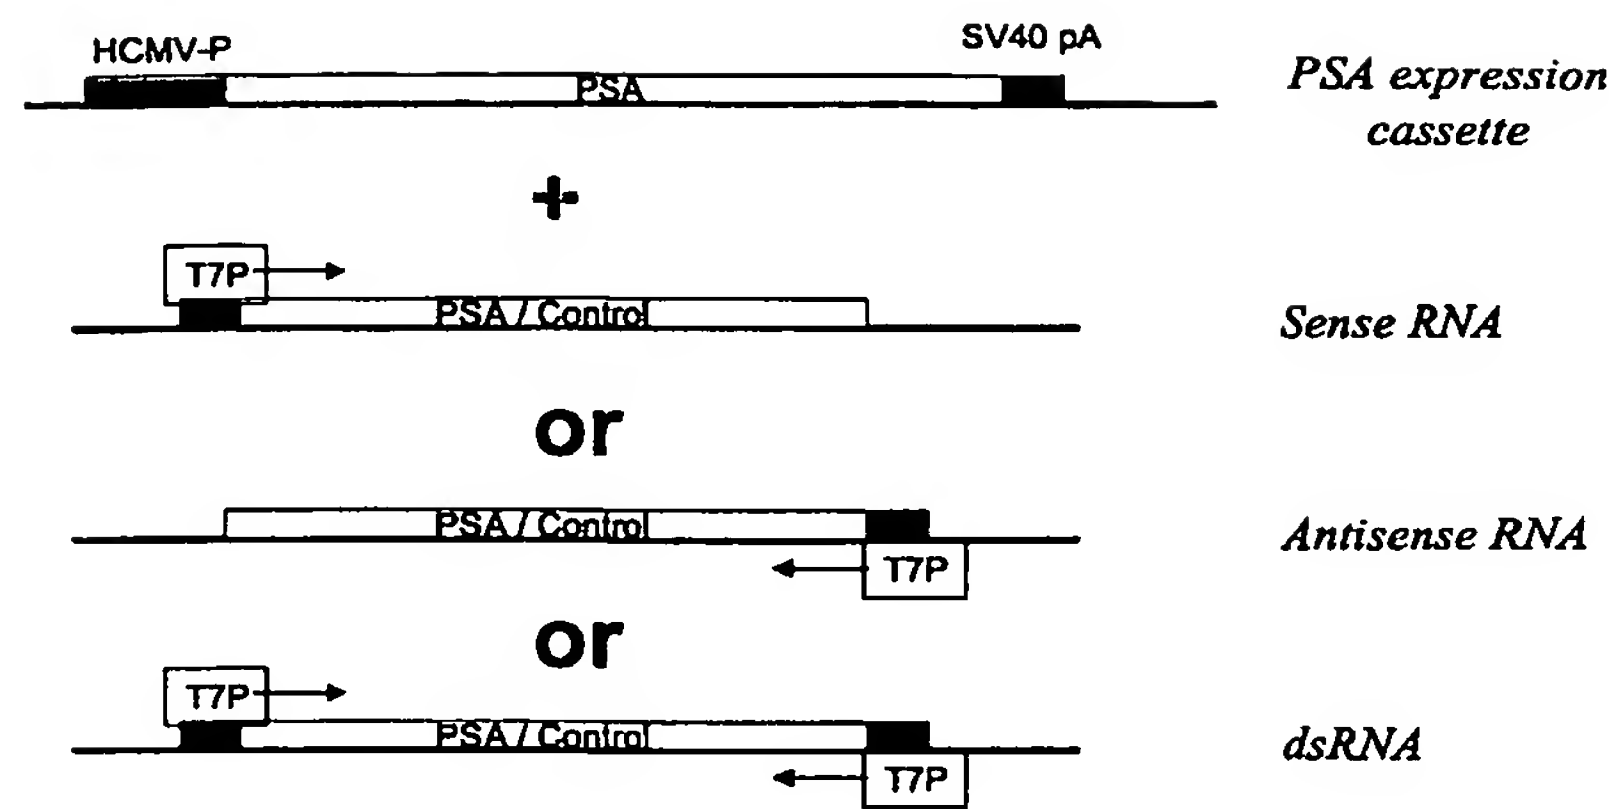 HCMV-P
SV40 pA
PSA
PSA expression
cassette
+
T7P
PSA / Control
Sense RNA
or
PSA / Control
Antisense RNA
T7P
or
T7P
PSA / Control
dsRNA
T7P